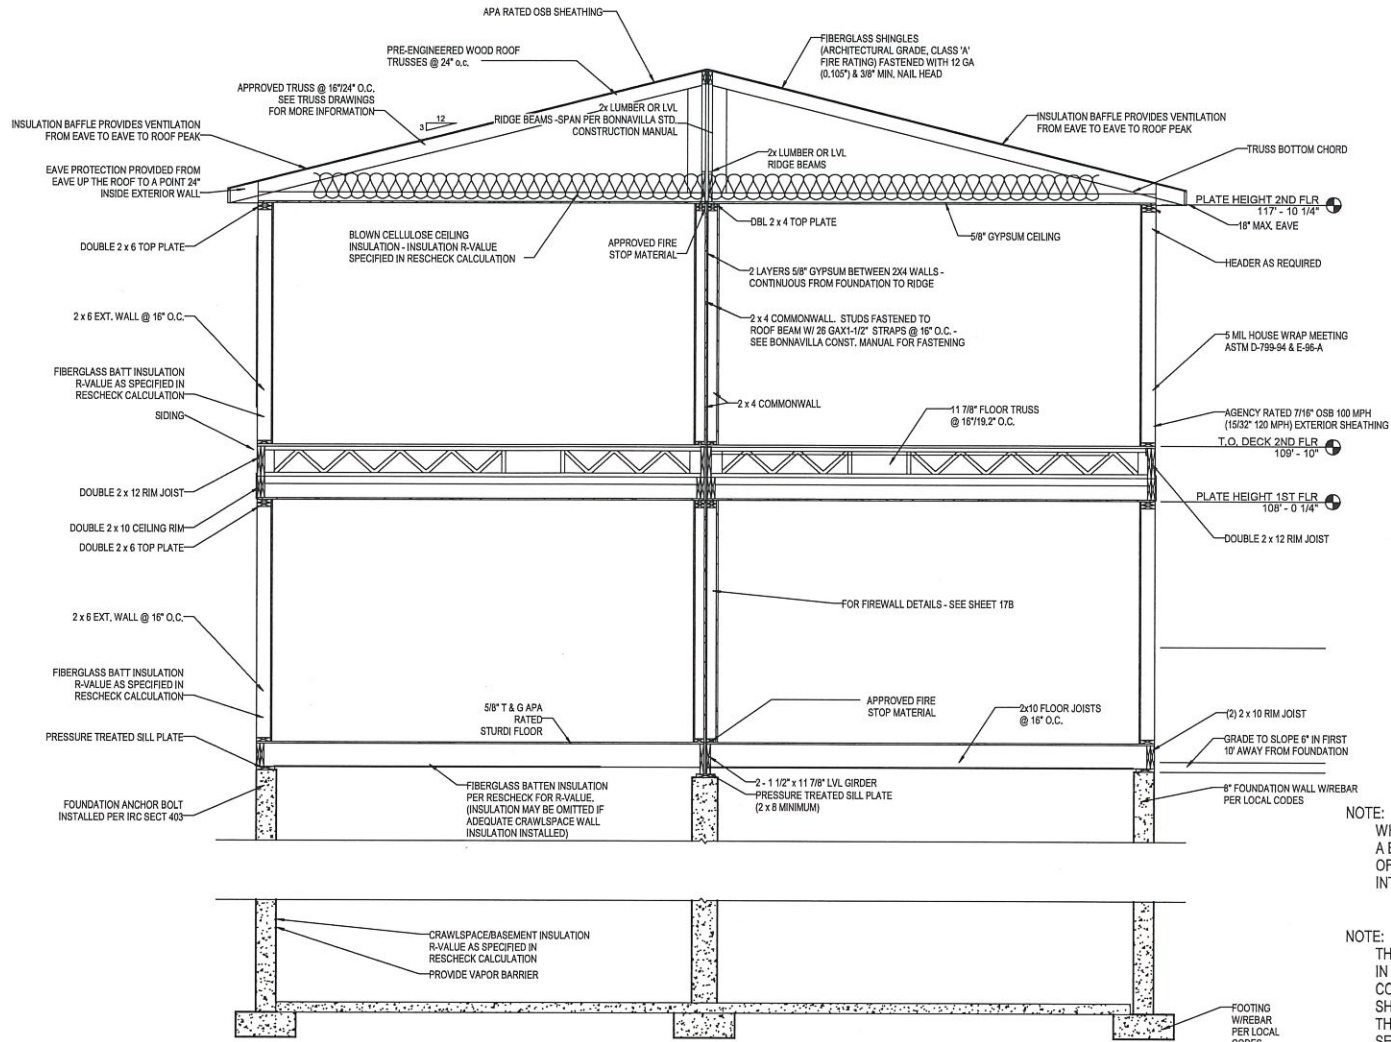 APA RATED OSB SHEATHING
PRE-ENGINEERED WOOD ROOF
TRUSSES @ 24" o.c.
FIBERGLASS SHINGLES
(ARCHITECTURAL GRADE, CLASS 'A'
FIRE RATING) FASTENED WITH 12 GA
(0.105") & 3/8" MIN. NAIL HEAD
APPROVED TRUSS @ 16"/24" O.C.
SEE TRUSS DRAWINGS
FOR MORE INFORMATION
12
3
2x LUMBER OR LVL
RIDGE BEAMS -SPAN PER BONNAVILLA STD.
CONSTRUCTION MANUAL
INSULATION BAFFLE PROVIDES VENTILATION
FROM EAVE TO EAVE TO ROOF PEAK
INSULATION BAFFLE PROVIDES VENTILATION
FROM EAVE TO EAVE TO ROOF PEAK
2x LUMBER OR LVL
RIDGE BEAMS
TRUSS BOTTOM CHORD
EAVE PROTECTION PROVIDED FROM
EAVE UP THE ROOF TO A POINT 24"
INSIDE EXTERIOR WALL
PLATE HEIGHT 2ND FLR
117' - 10 1/4"
18" MAX. EAVE
DOUBLE 2 x 6 TOP PLATE
BLOWN CELLULOSE CEILING
INSULATION - INSULATION R-VALUE
SPECIFIED IN RESCHECK CALCULATION
APPROVED FIRE
STOP MATERIAL
DBL 2 x 4 TOP PLATE
5/8" GYPSUM CEILING
HEADER AS REQUIRED
2 LAYERS 5/8" GYPSUM BETWEEN 2X4 WALLS -
CONTINUOUS FROM FOUNDATION TO RIDGE
2 x 6 EXT. WALL @ 16" O.C.
2 x 4 COMMONWALL. STUDS FASTENED TO
ROOF BEAM W/ 26 GAX1-1/2" STRAPS @ 16" O.C. -
SEE BONNAVILLA CONST. MANUAL FOR FASTENING
5 MIL HOUSE WRAP MEETING
ASTM D-799-94 & E-96-A
FIBERGLASS BATT INSULATION
R-VALUE AS SPECIFIED IN
RESCHECK CALCULATION
2 x 4 COMMONWALL
11 7/8" FLOOR TRUSS
@ 16"/19.2" O.C.
SIDING
AGENCY RATED 7/16" OSB 100 MPH
(15/32" 120 MPH) EXTERIOR SHEATHING
T.O. DECK 2ND FLR
109' - 10"
DOUBLE 2 x 12 RIM JOIST
PLATE HEIGHT 1ST FLR
108' - 0 1/4"
DOUBLE 2 x 10 CEILING RIM
DOUBLE 2 x 6 TOP PLATE
DOUBLE 2 x 12 RIM JOIST
2 x 6 EXT. WALL @ 16" O.C.
FOR FIREWALL DETAILS - SEE SHEET 17B
FIBERGLASS BATT INSULATION
R-VALUE AS SPECIFIED IN
RESCHECK CALCULATION
5/8" T & G APA
RATED
STURDI FLOOR
APPROVED FIRE
STOP MATERIAL
2x10 FLOOR JOISTS
@ 16" O.C.
(2) 2 x 10 RIM JOIST
PRESSURE TREATED SILL PLATE
GRADE TO SLOPE 6" IN FIRST
10' AWAY FROM FOUNDATION
FIBERGLASS BATTEN INSULATION
PER RESCHECK FOR R-VALUE.
(INSULATION MAY BE OMITTED IF
ADEQUATE CRAWLSPACE WALL
INSULATION INSTALLED)
2 - 1 1/2" x 11 7/8" LVL GIRDER
PRESSURE TREATED SILL PLATE
(2 x 8 MINIMUM)
FOUNDATION ANCHOR BOLT
INSTALLED PER IRC SECT 403
8" FOUNDATION WALL W/REBAR
PER LOCAL CODES
NOTE:
A
OF
CRAWLSPACE/BASEMENT INSULATION
R-VALUE AS SPECIFIED IN
RESCHECK CALCULATION
PROVIDE VAPOR BARRIER
NOTE:
IN
FOOTING
W/REBAR
PER LOCAL